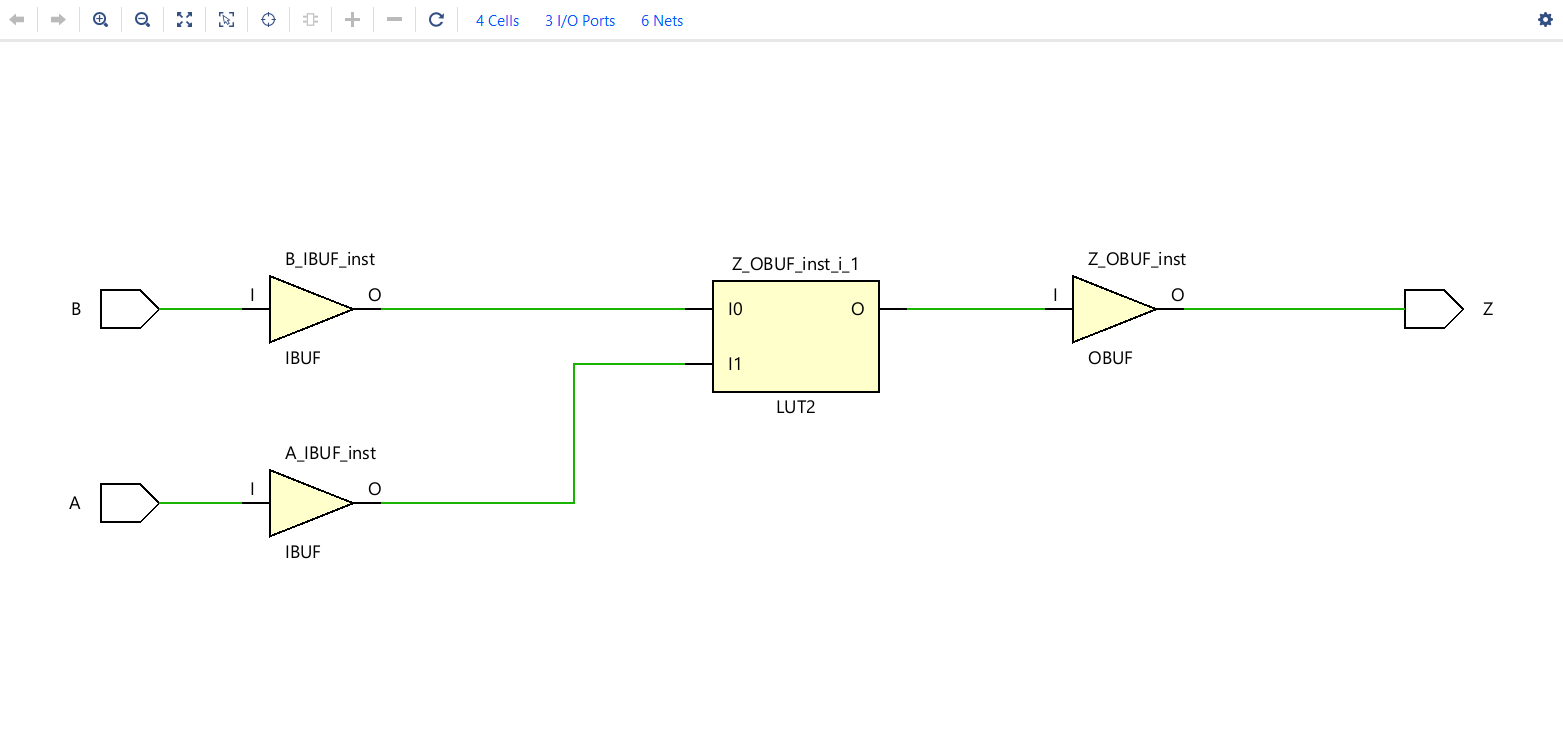 4 Cells 3 I/O Ports 6 Nets
B_IBUF_inst
Z_OBUF_inst_i_1
Z_OBUF_inst
I O
I O
B
I0 O
Z
IBUF
I1
OBUF
LUT2
A_IBUF_inst
I O
A
IBUF